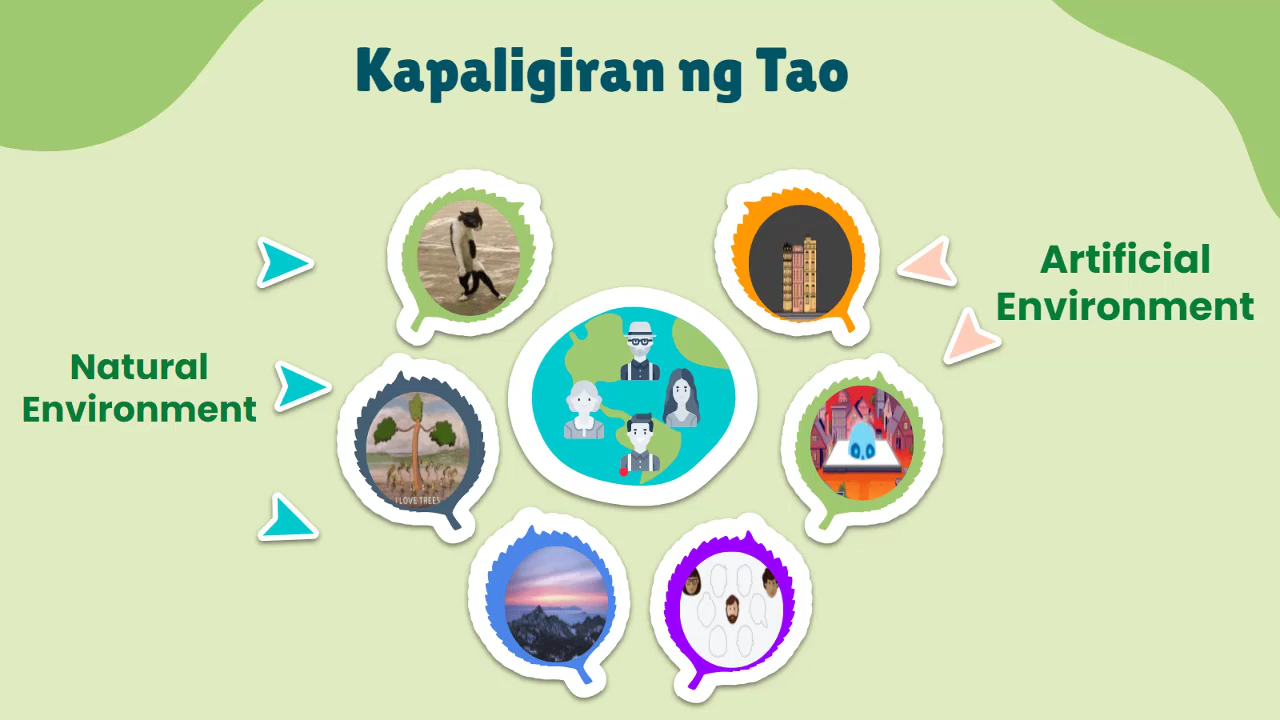 Kapaligiran ng Tao
Natural
Environment
Artificial
Environment
I LOVE TREES